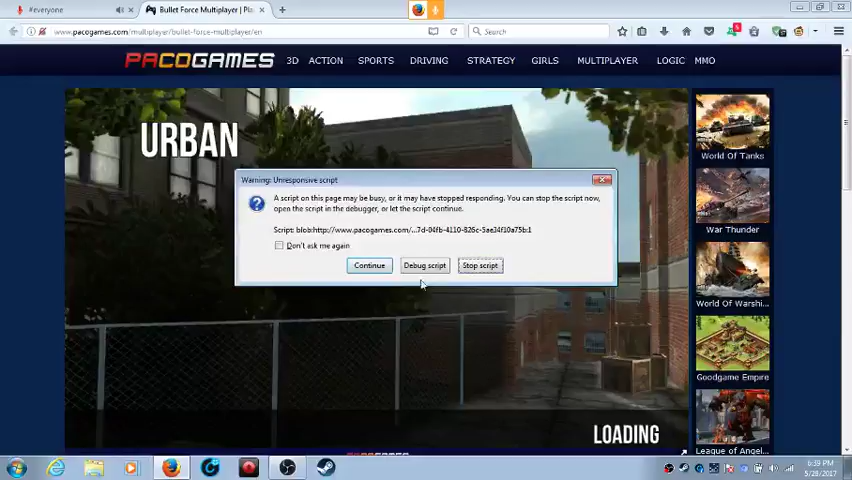 #everyone
Bullet Force Multiplayer | Pla
www.pacogames.com/multiplayer/bullet-force-multiplayer/en
Search
PACOGAMES
3D ACTION SPORTS DRIVING STRATEGY GIRLS MULTIPLAYER LOGIC MMO
URBAN
Warning: Unresponsive script
A script on this page may be busy, or it may have stopped responding. You can stop the script now,
open the script in the debugger, or let the script continue.
Script: blob:http://www.pacogames.com/...7d-04fb-4110-826c-5ae34f10a75b:1
Don't ask me again
Continue
Debug script
Stop script
World Of Tanks
War Thunder
World Of Warship...
Goodgame Empire
League of Angel...
LOADING
6:39 PM
5/28/2017